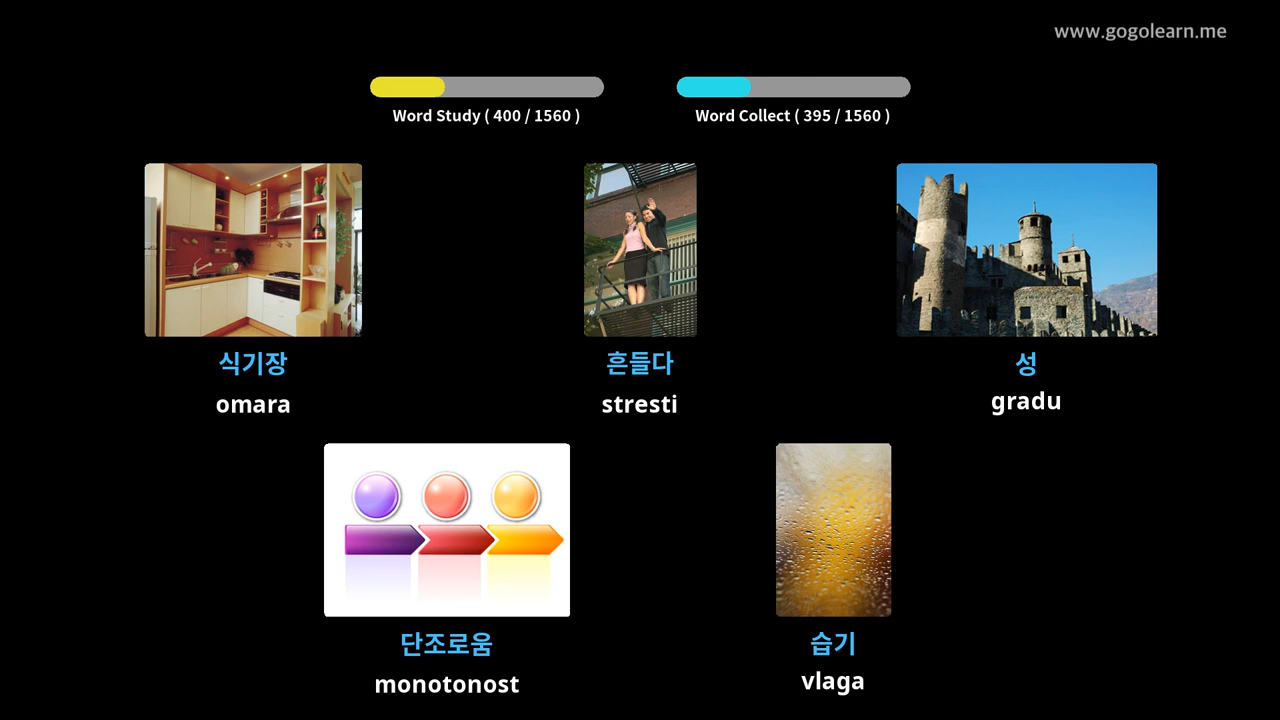 www.gogolearn.me
Word Study ( 400 / 1560 )
Word Collect ( 395 / 1560 )
식기장
omara
흔들다
stresti
성
gradu
단조로움
monotonost
습기
vlaga